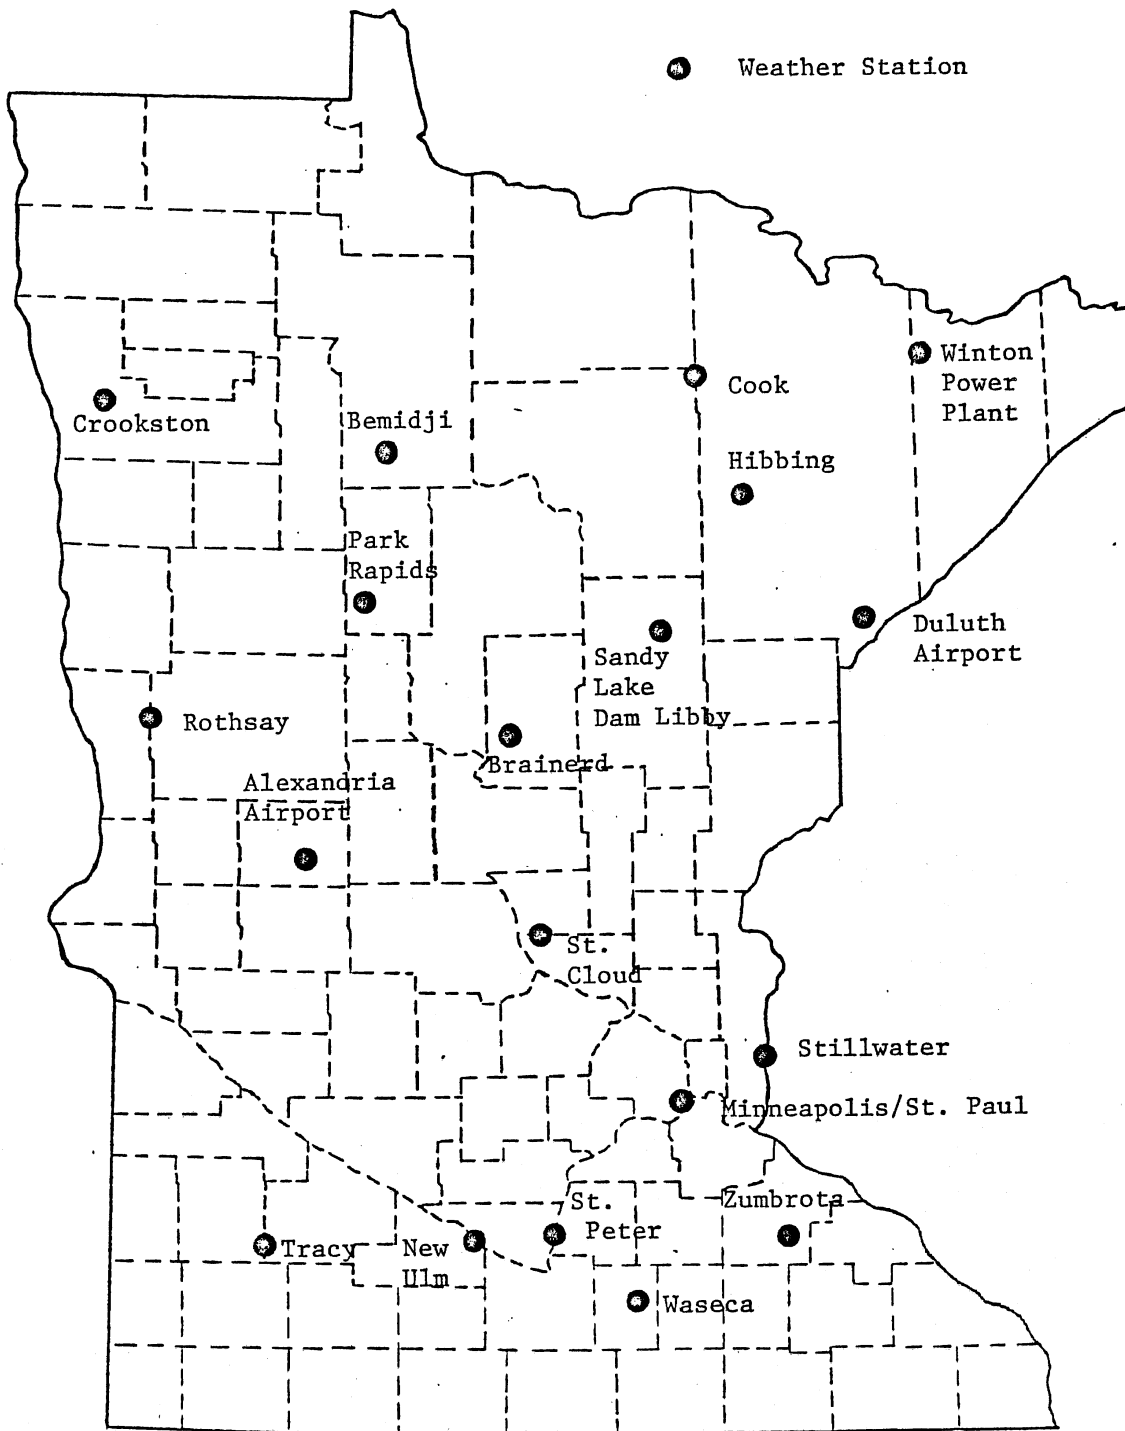 Weather Station
Winton
Power
Plant
Cook
Crookston
Bemidji
Hibbing
Park
Rapids
Duluth
Airport
Sandy
Lake
Dam Libby
Rothsay
Brainerd
Alexandria
Airport
St.
Cloud
Stillwater
Minneapolis/St. Paul
Zumbrota
St.
Peter
Tracy
New
Ulm
Waseca